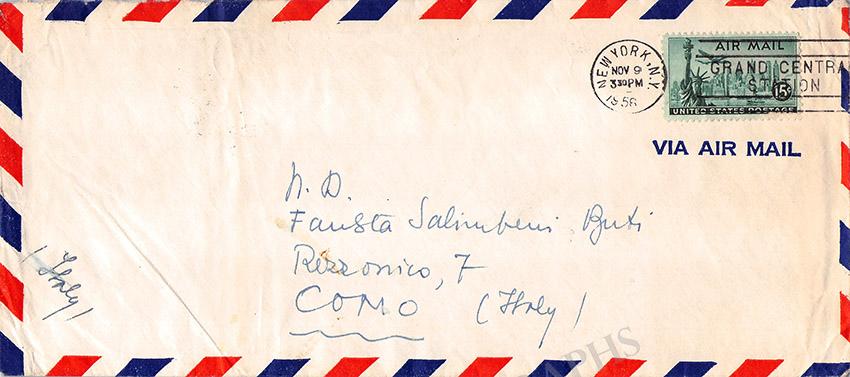 NEW YORK, N.Y.
NOV 9
3 30 PM
1956
AIR MAIL
GRAND CENTRAL
STATION
15¢
UNITED STATES POSTAGE
VIA AIR MAIL
N. D.
Fausta Salimbeni Buti
Rezzonico, 7
COMO (Italy)
(Italy)